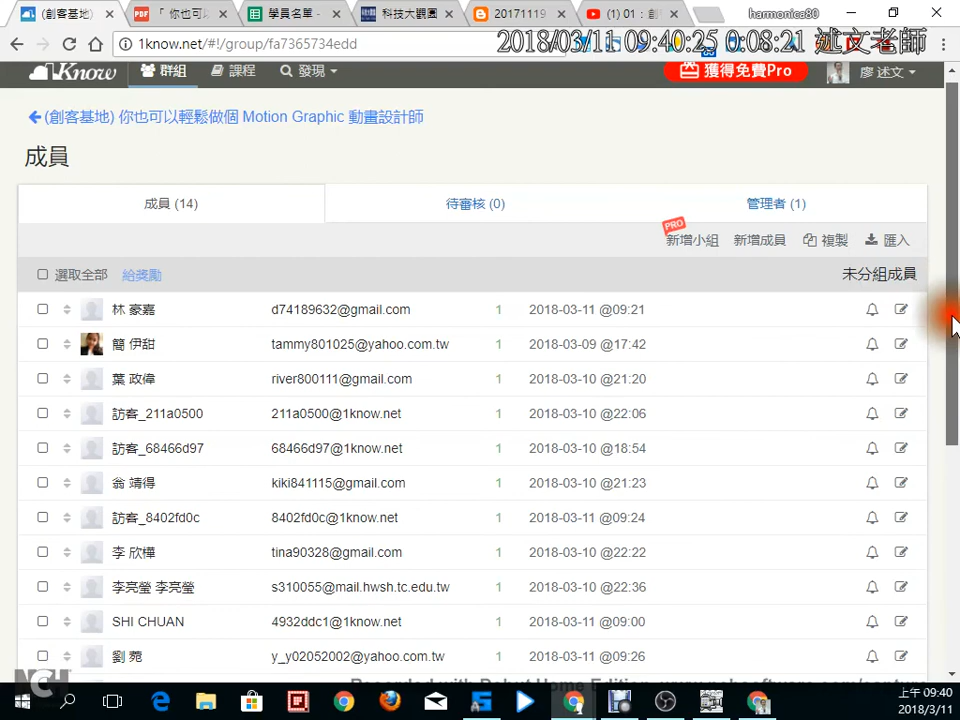 (創客基地)
「 你也可
學員名單 -
科技大觀園
20171119
(1) 01：創
harmonica80
1know.net/#!/group/fa7365734edd
2018/03/11 09:40:25 0:08:21 述文老師
1Know
群組
課程
發現
獲得免費Pro
廖 述文
(創客基地) 你也可以輕鬆做個 Motion Graphic 動畫設計師
成員
成員 (14)
待審核 (0)
管理者 (1)
PRO
新增小組
新增成員
複製
匯入
選取全部
給獎勵
未分組成員
林 豪嘉 d74189632@gmail.com 1 2018-03-11 @09:21
簡 伊甜 tammy801025@yahoo.com.tw 1 2018-03-09 @17:42
葉 政偉 river800111@gmail.com 1 2018-03-10 @21:20
訪客_211a0500 211a0500@1know.net 1 2018-03-10 @22:06
訪客_68466d97 68466d97@1know.net 1 2018-03-10 @18:54
翁 靖得 kiki841115@gmail.com 1 2018-03-10 @21:23
訪客_8402fd0c 8402fd0c@1know.net 1 2018-03-11 @09:24
李 欣樺 tina90328@gmail.com 1 2018-03-10 @22:22
李亮瑩 李亮瑩 s310055@mail.hwsh.tc.edu.tw 1 2018-03-10 @22:36
SHI CHUAN 4932ddc1@1know.net 1 2018-03-11 @09:00
劉 菀 y_y02052002@yahoo.com.tw 1 2018-03-11 @09:26
NCH
上午 09:40
2018/3/11